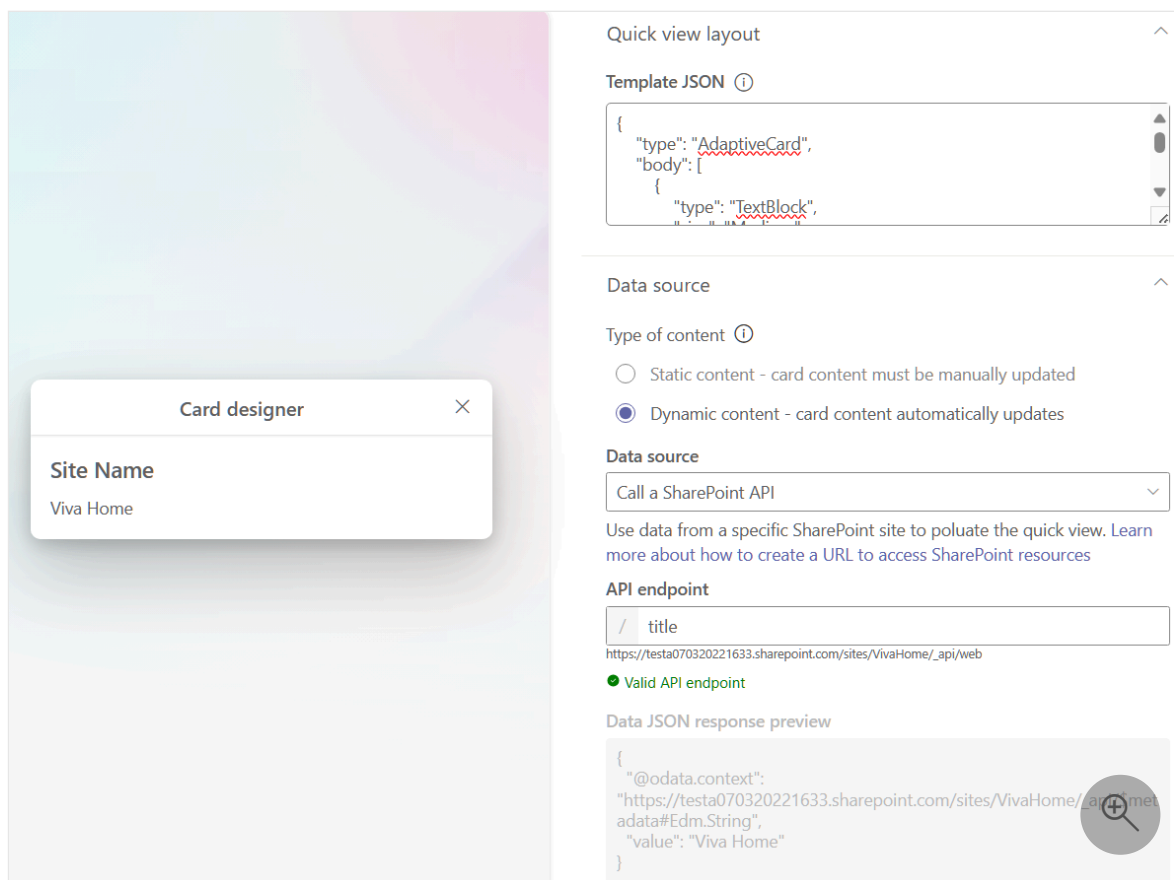 Card designer
Site Name
Viva Home
Quick view layout
Template JSON
{
"type": "AdaptiveCard",
"body": [
{
"type": "TextBlock",
Data source
Type of content
Static content - card content must be manually updated
Dynamic content - card content automatically updates
Data source
Call a SharePoint API
Use data from a specific SharePoint site to poluate the quick view. Learn
more about how to create a URL to access SharePoint resources
API endpoint
/ title
https://testa070320221633.sharepoint.com/sites/VivaHome/_api/web
Valid API endpoint
Data JSON response preview
{
"@odata.context":
"https://testa070320221633.sharepoint.com/sites/VivaHome/_api/$met
adata#Edm.String",
"value": "Viva Home"
}